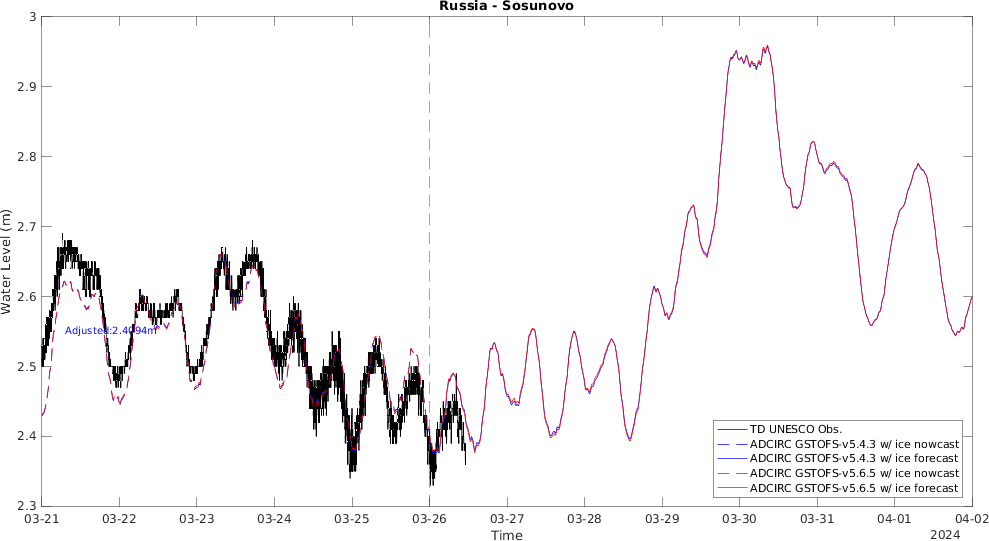 Russia - Sosunovo
3
2.9
2.8
2.7
2.6
2.5
2.4
2.3
Water Level (m)
Adjusted:2.4094m
TD UNESCO Obs.
ADCIRC GSTOFS-v5.4.3 w/ ice nowcast
ADCIRC GSTOFS-v5.4.3 w/ ice forecast
ADCIRC GSTOFS-v5.6.5 w/ ice nowcast
ADCIRC GSTOFS-v5.6.5 w/ ice forecast
03-21 03-22 03-23 03-24 03-25 03-26 03-27 03-28 03-29 03-30 03-31 04-01 04-02
Time
2024